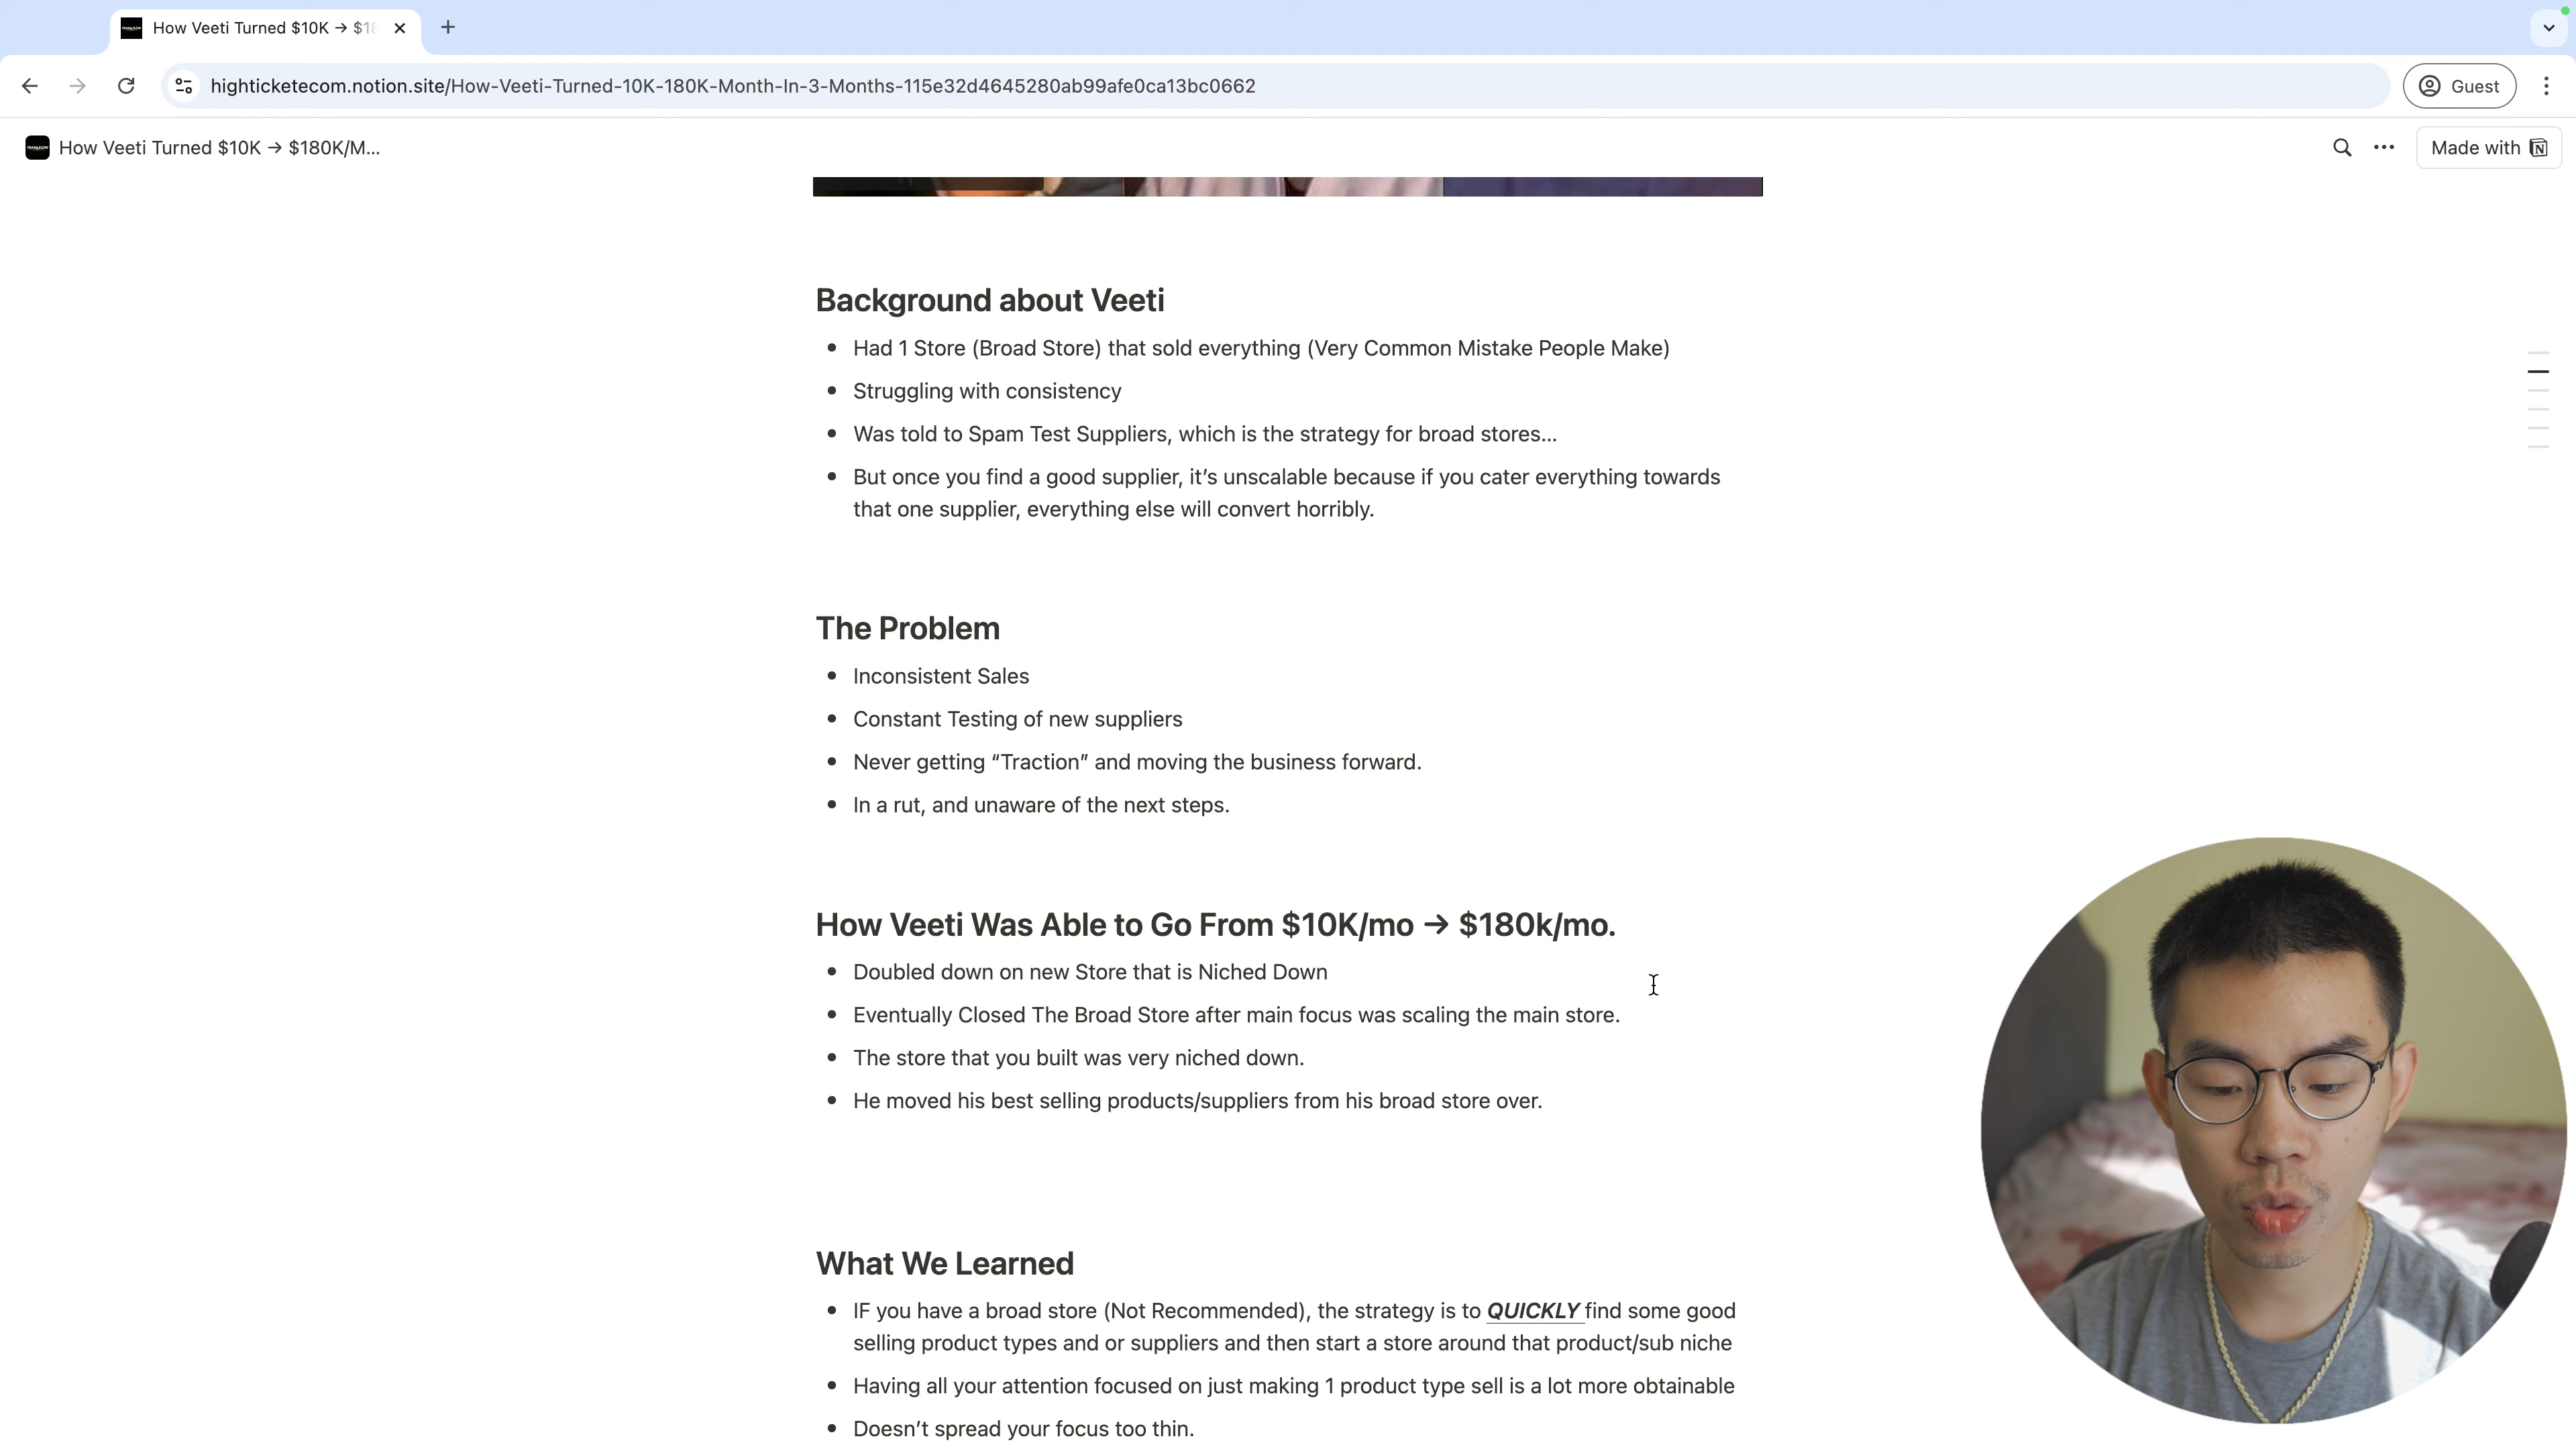 How Veeti Turned $10K → $18
highticketecom.notion.site/How-Veeti-Turned-10K-180K-Month-In-3-Months-115e32d4645280ab99afe0ca13bc0662
Guest
How Veeti Turned $10K → $180K/M...
Made with
Background about Veeti
• Had 1 Store (Broad Store) that sold everything (Very Common Mistake People Make)
• Struggling with consistency
• Was told to Spam Test Suppliers, which is the strategy for broad stores...
• But once you find a good supplier, it’s unscalable because if you cater everything towards
that one supplier, everything else will convert horribly.
The Problem
• Inconsistent Sales
• Constant Testing of new suppliers
• Never getting “Traction” and moving the business forward.
• In a rut, and unaware of the next steps.
How Veeti Was Able to Go From $10K/mo → $180k/mo.
• Doubled down on new Store that is Niched Down
• Eventually Closed The Broad Store after main focus was scaling the main store.
• The store that you built was very niched down.
• He moved his best selling products/suppliers from his broad store over.
What We Learned
• IF you have a broad store (Not Recommended), the strategy is to QUICKLY find some good
selling product types and or suppliers and then start a store around that product/sub niche
• Having all your attention focused on just making 1 product type sell is a lot more obtainable
• Doesn’t spread your focus too thin.